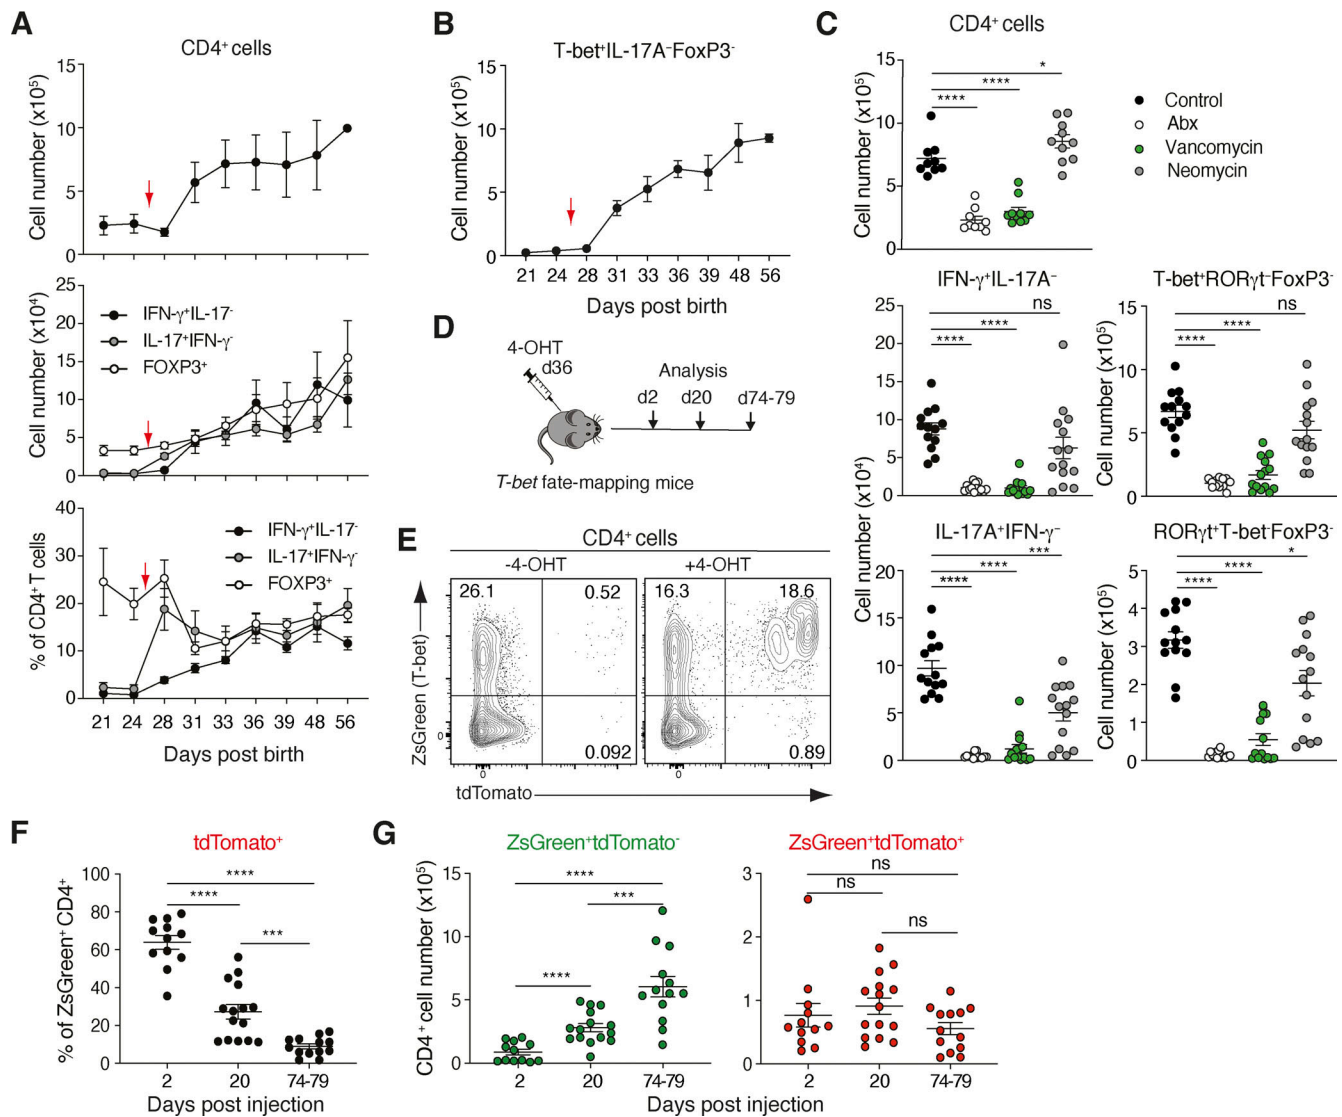 A
CD4⁺ cells
Cell number (x10⁵)
15
10
5
0
Cell number (x10⁴)
25
20
15
10
5
0
IFN-γ⁺IL-17⁻
IL-17⁺IFN-γ⁻
FOXP3⁺
% of CD4⁺T cells
40
30
20
10
0
IFN-γ⁺IL-17⁻
IL-17⁺IFN-γ⁻
FOXP3⁺
21 24 28 31 33 36 39 48 56
Days post birth
B
T-bet⁺IL-17A⁻FoxP3⁻
Cell number (x10⁵)
15
10
5
0
21 24 28 31 33 36 39 48 56
Days post birth
C
CD4⁺ cells
Cell number (x10⁵)
15
10
5
0
*
****
****
Control
Abx
Vancomycin
Neomycin
IFN-γ⁺IL-17A⁻
25
20
15
10
5
0
ns
****
****
Cell number (x10⁴)
T-bet⁺RORγt⁻FoxP3⁻
Cell number (x10⁵)
15
10
5
0
ns
****
****
IL-17A⁺IFN-γ⁻
20
15
10
5
0
***
****
****
RORγt⁺T-bet⁻FoxP3⁻
Cell number (x10⁵)
5
4
3
2
1
0
*
****
****
D
4-OHT
d36
Analysis
d2 d20 d74-79
T-bet fate-mapping mice
E
CD4⁺ cells
-4-OHT +4-OHT
26.1 0.52 16.3 18.6
0.092 0.89
ZsGreen (T-bet)
0
0 0
tdTomato
F
tdTomato⁺
% of ZsGreen⁺ CD4⁺
100
80
60
40
20
0
****
****
***
2 20 74-79
Days post injection
G
ZsGreen⁺tdTomato⁻
CD4⁺ cell number (x10⁵)
15
10
5
0
****
***
****
2 20 74-79
ZsGreen⁺tdTomato⁺
3
2
1
0
ns
ns
ns
2 20 74-79
Days post injection